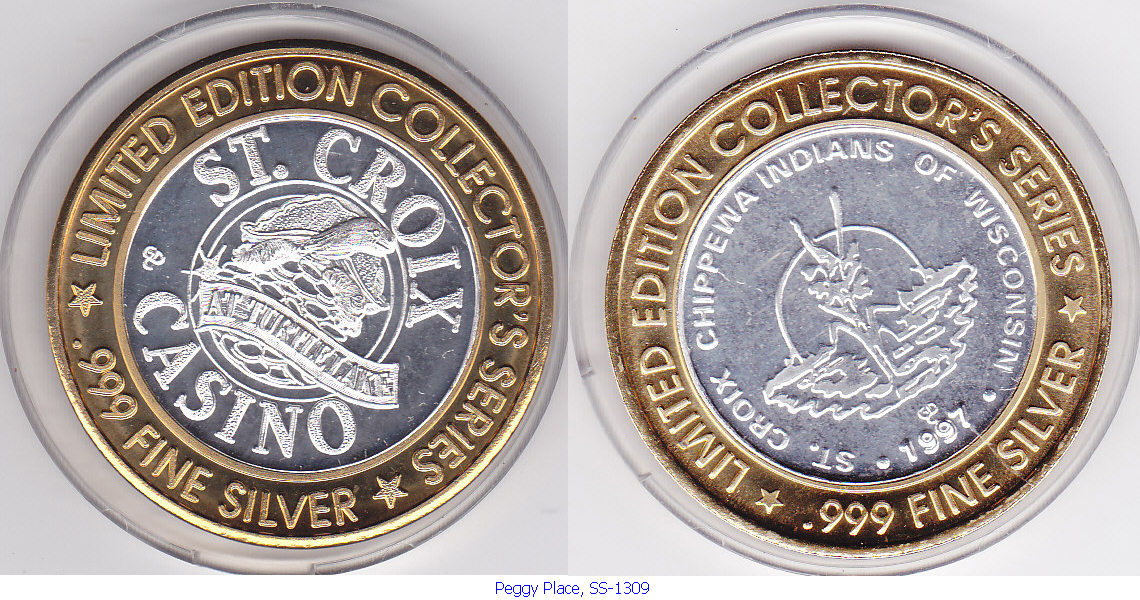 LIMITED EDITION COLLECTOR'S SERIES
.999 FINE SILVER
ST. CROIX
CASINO
AT TURTLE LAKE
LIMITED EDITION COLLECTOR'S SERIES
.999 FINE SILVER
ST. CROIX CHIPPEWA INDIANS OF WISCONSIN
• 1997 •
Peggy Place, SS-1309